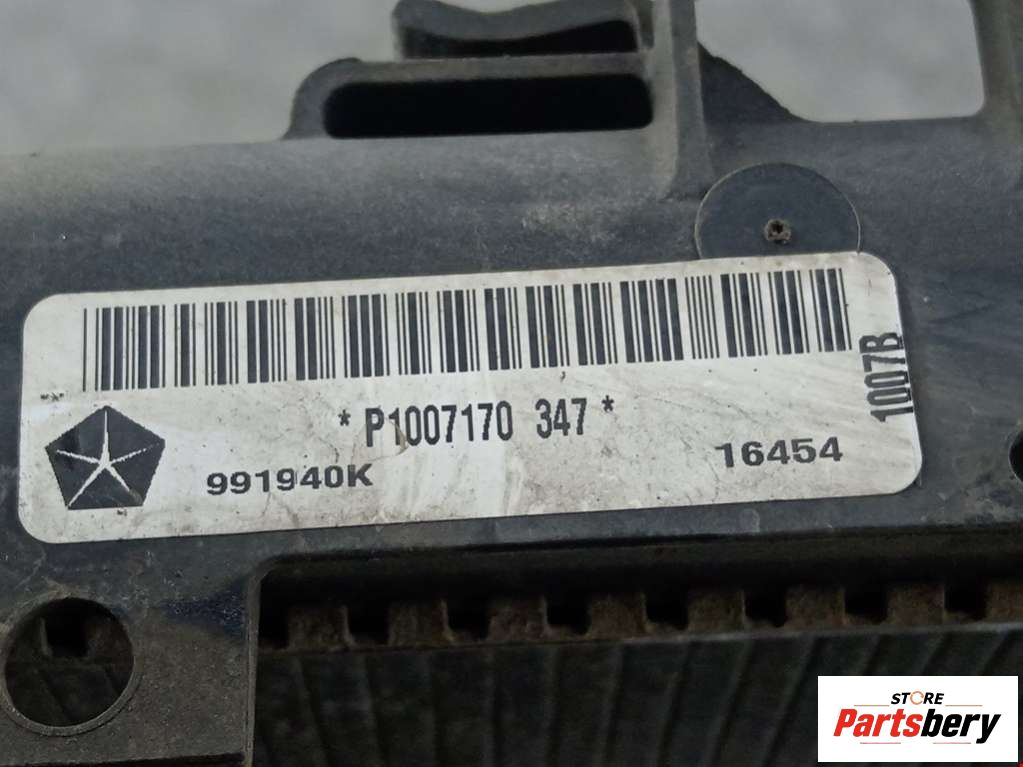 * P1007170 347 *
991940K
16454
1007B
STORE
Partsbery